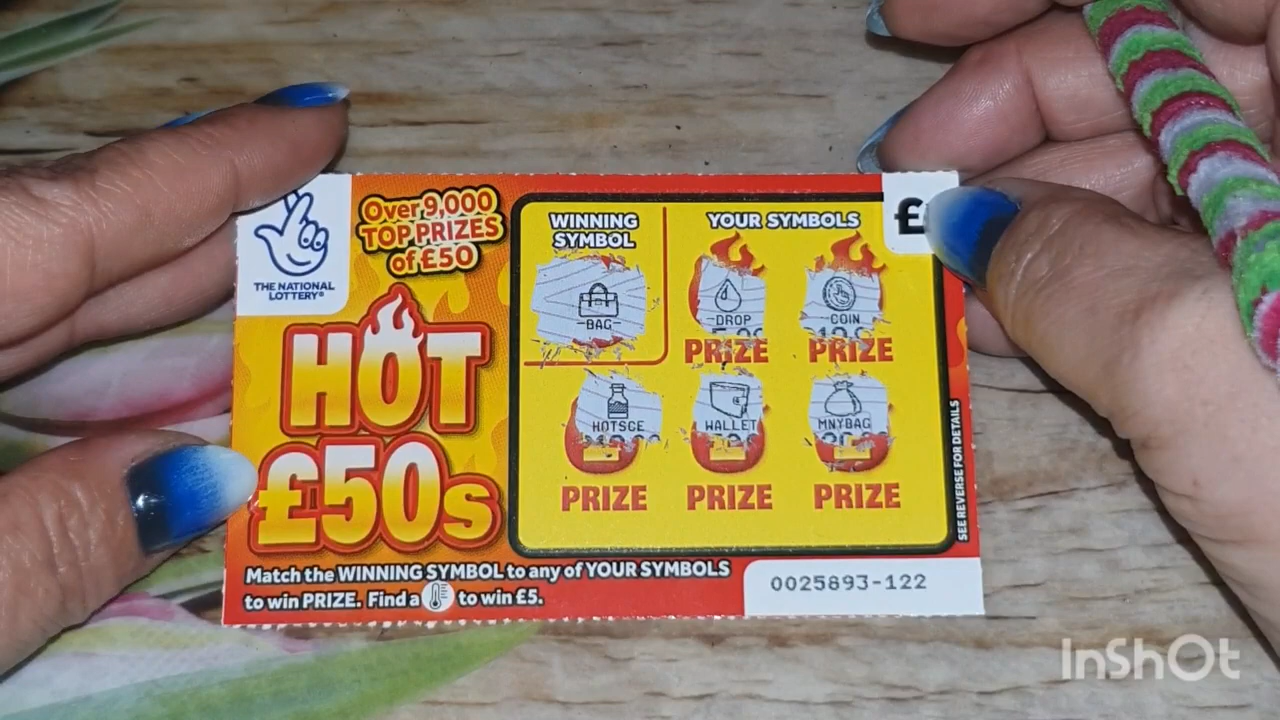 Over 9,000
TOP PRIZES
of £50
THE NATIONAL
LOTTERY®
HOT
£50s
WINNING
SYMBOL
BAG
YOUR SYMBOLS
£
DROP
PRIZE
COIN
PRIZE
HOTSCE
WALLET
MNYBAG
PRIZE
PRIZE
PRIZE
Match the WINNING SYMBOL to any of YOUR SYMBOLS
to win PRIZE. Find a to win £5.
0025893-122
SEE REVERSE FOR DETAILS
InShOt